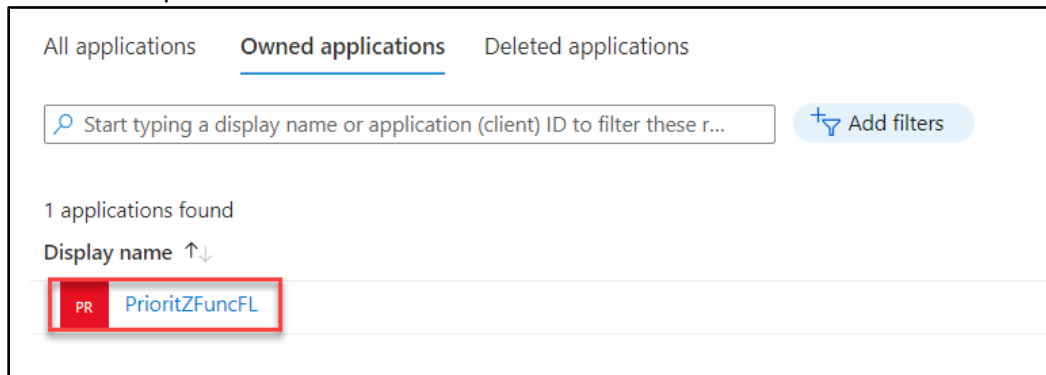 All applications Owned applications Deleted applications
Start typing a display name or application (client) ID to filter these r... Add filters
1 applications found
Display name ↑↓
PR PrioritZFuncFL